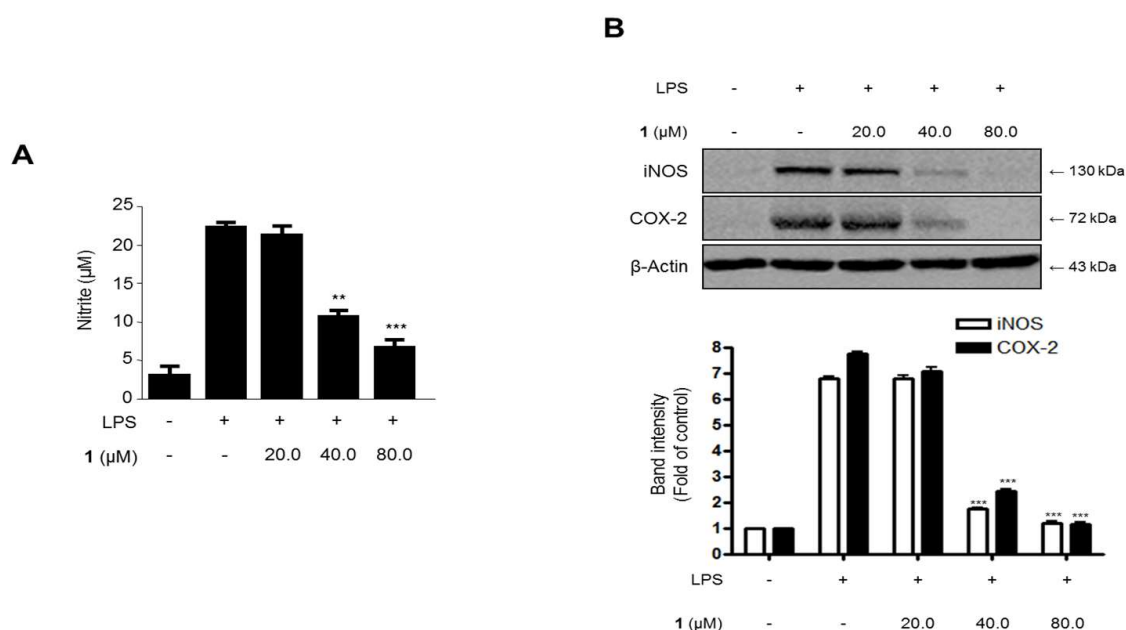 A
Nitrite (μM)
25
20
15
10
5
0
LPS - + + + +
1 (μM) - - 20.0 40.0 80.0
**
***
B
LPS - + + + +
1 (μM) - - 20.0 40.0 80.0
iNOS ← 130 kDa
COX-2 ← 72 kDa
β-Actin ← 43 kDa
iNOS
COX-2
Band intensity
(Fold of control)
8
7
6
5
4
3
2
1
0
*** ***
*** ***
LPS - + + + +
1 (μM) - - 20.0 40.0 80.0